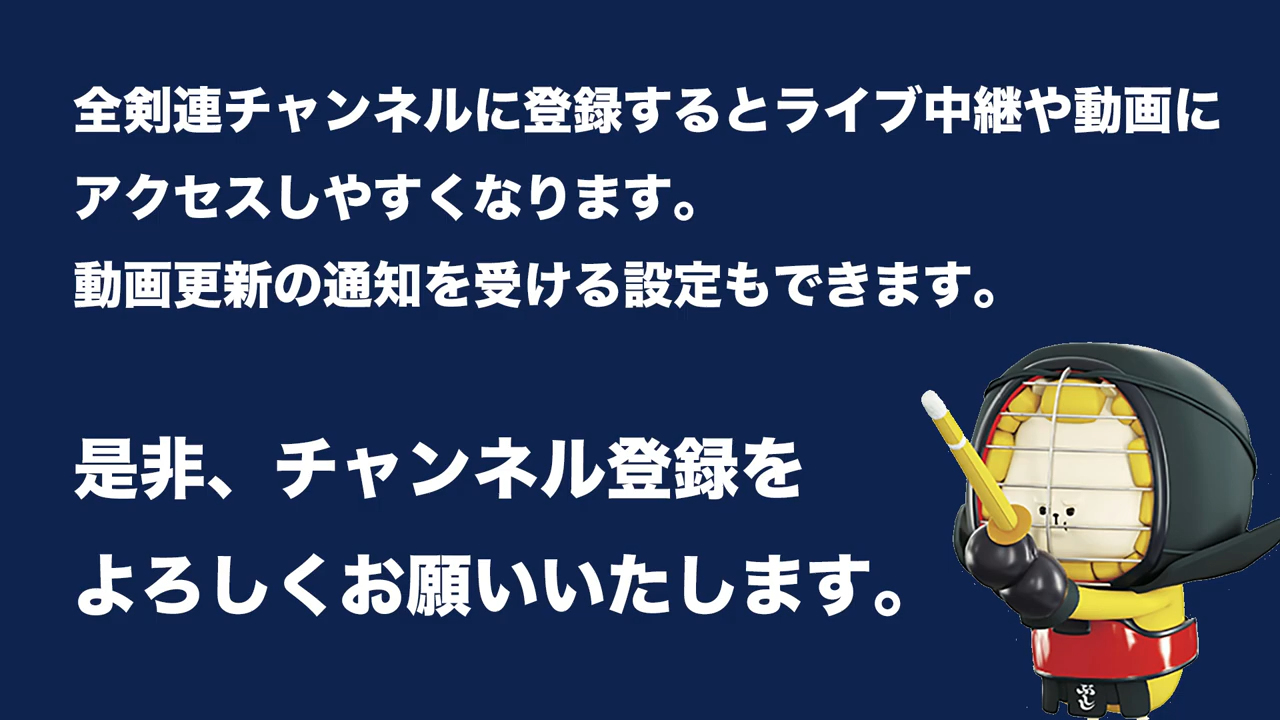 全剣連チャンネルに登録するとライブ中継や動画に
アクセスしやすくなります。
動画更新の通知を受ける設定もできます。
是非、チャンネル登録を
よろしくお願いいたします。
ぶし